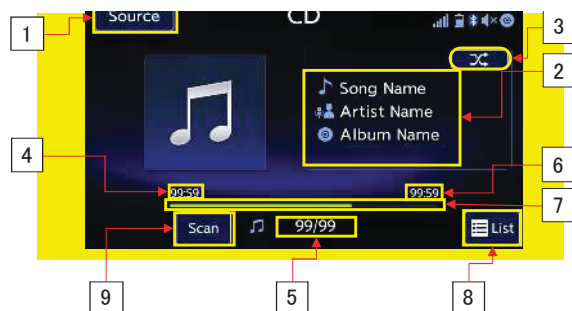 Source
CD
1
3
2
Song Name
Artist Name
Album Name
4
6
99:59
99:59
7
Scan
99/99
List
9
5
8